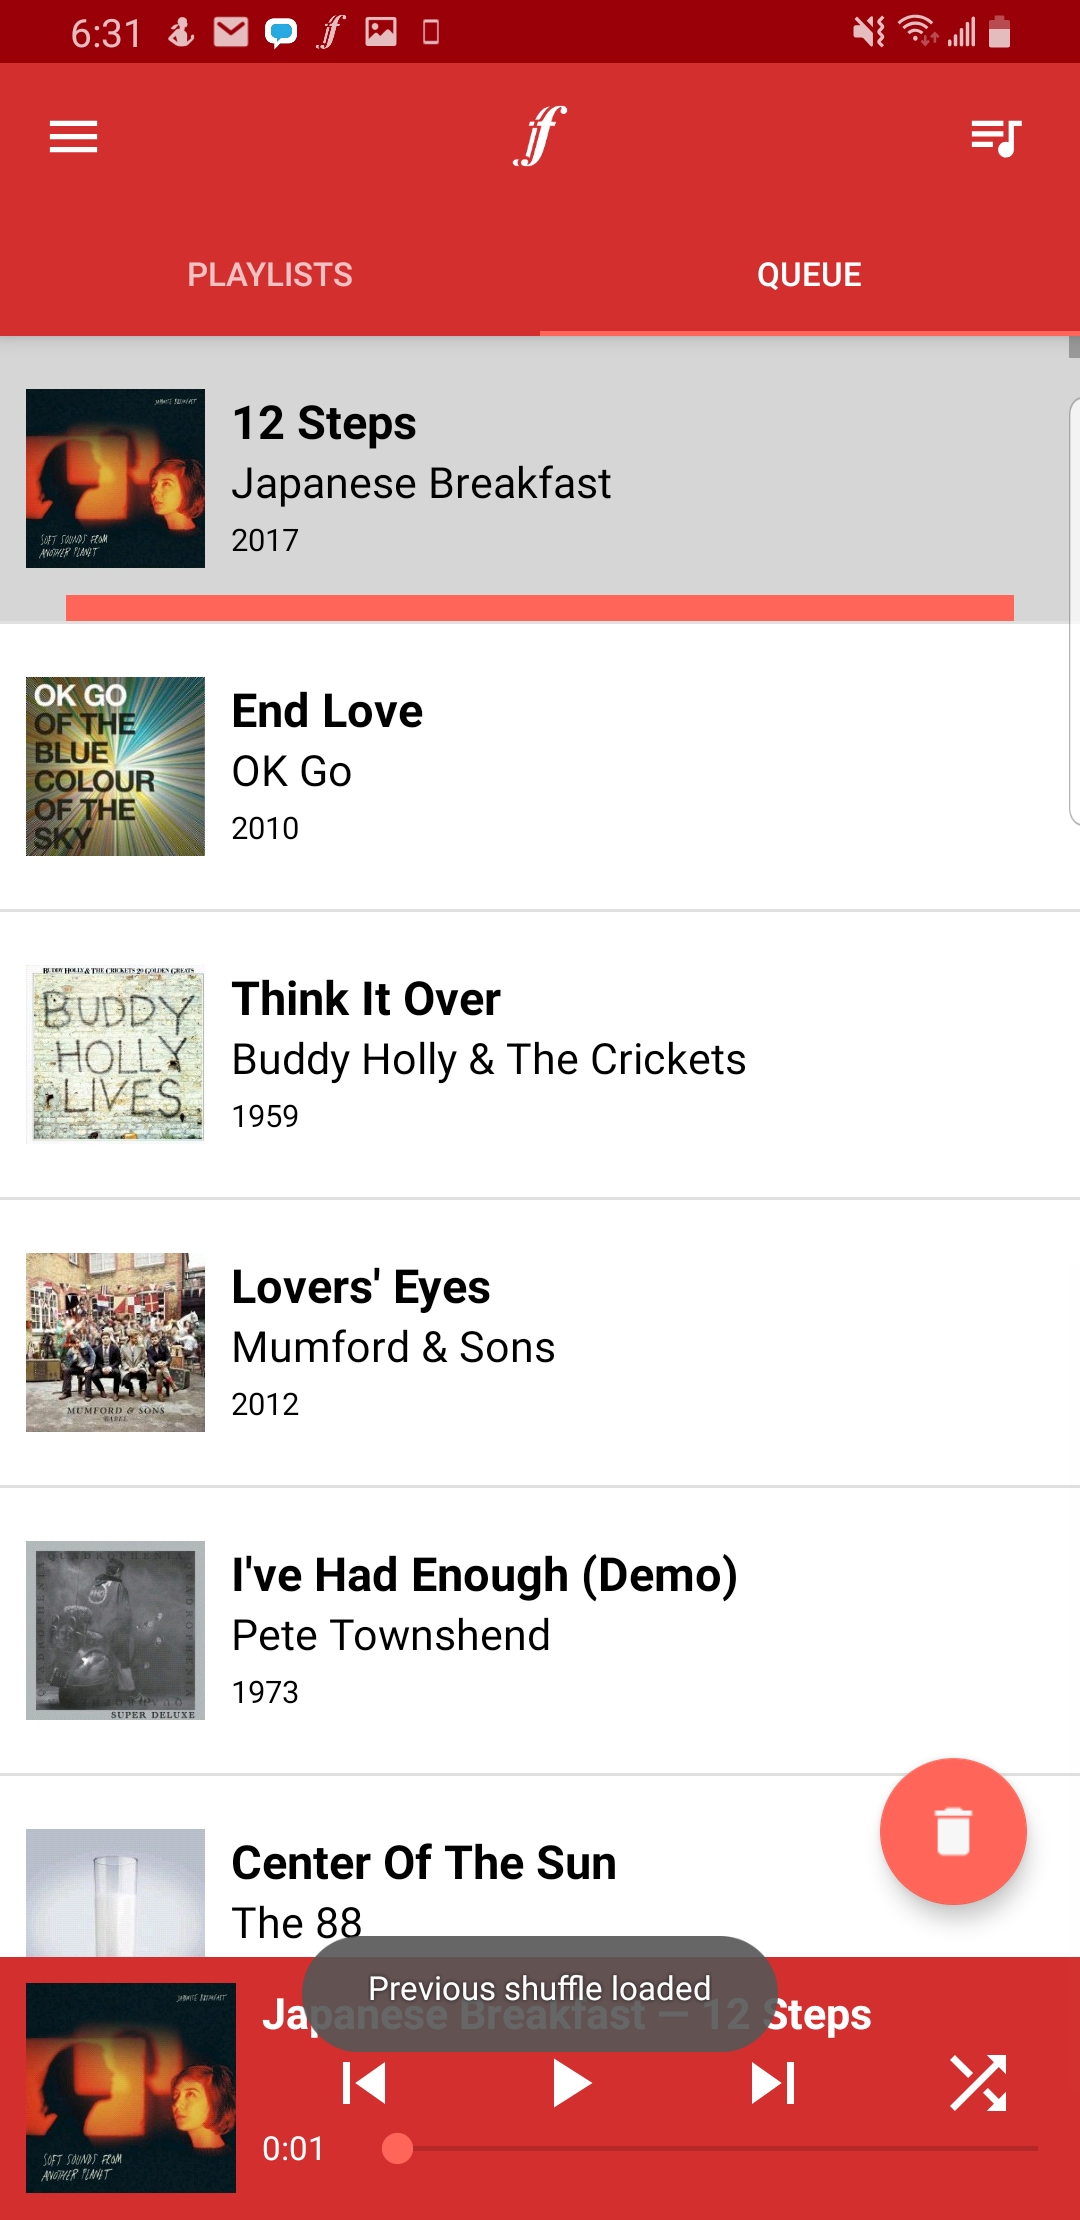 6:31
PLAYLISTS QUEUE
JAPANESE BREAKFAST
SOFT SOUNDS FROM
ANOTHER PLANET
12 Steps
Japanese Breakfast
2017
OK GO
OF THE
BLUE
COLOUR
OF THE
SKY
End Love
OK Go
2010
BUDDY HOLLY & THE CRICKETS 20 GOLDEN GREATS
BUDDY
HOLLY
LIVES
Think It Over
Buddy Holly & The Crickets
1959
MUMFORD & SONS
BABEL
Lovers' Eyes
Mumford & Sons
2012
QUADROPHENIA
SUPER DELUXE
I've Had Enough (Demo)
Pete Townshend
1973
Center Of The Sun
The 88
Previous shuffle loaded
JAPANESE BREAKFAST
SOFT SOUNDS FROM
ANOTHER PLANET
Japanese Breakfast — 12 Steps
0:01